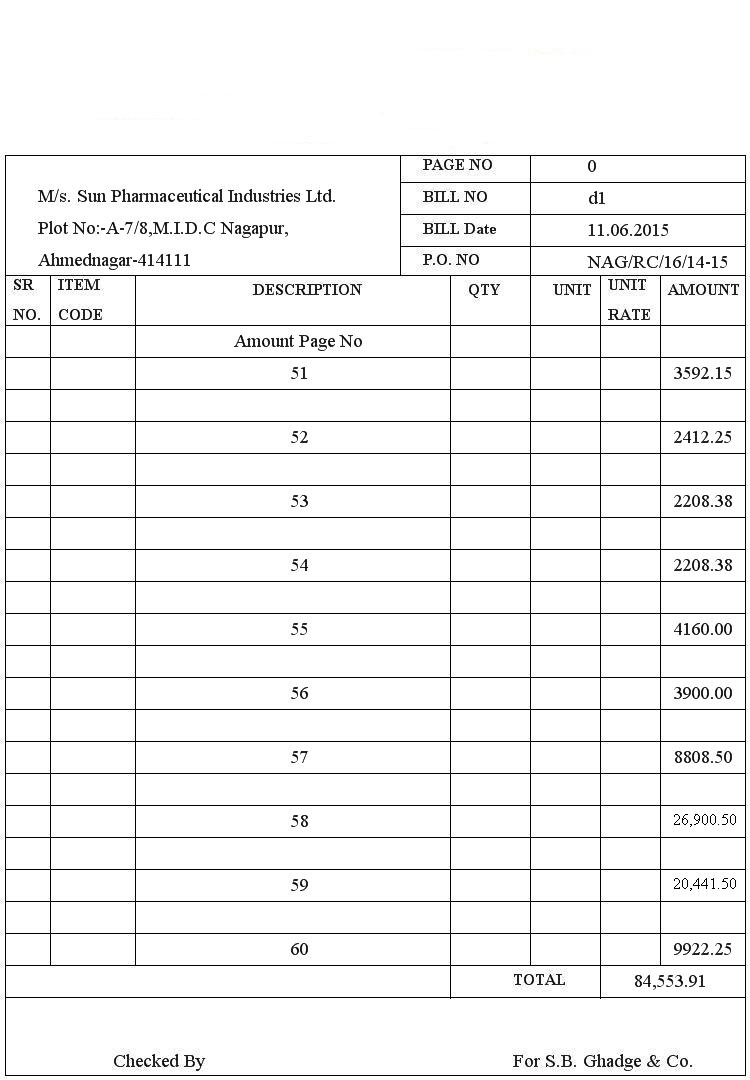 PAGE NO 0
M/s. Sun Pharmaceutical Industries Ltd. BILL NO d1
Plot No:-A-7/8,M.I.D.C Nagapur, BILL Date 11.06.2015
Ahmednagar-414111 P.O. NO NAG/RC/16/14-15
SR NO. ITEM CODE DESCRIPTION QTY UNIT UNIT RATE AMOUNT
Amount Page No
51 3592.15
52 2412.25
53 2208.38
54 2208.38
55 4160.00
56 3900.00
57 8808.50
58 26,900.50
59 20,441.50
60 9922.25
TOTAL 84,553.91
Checked By For S.B. Ghadge & Co.